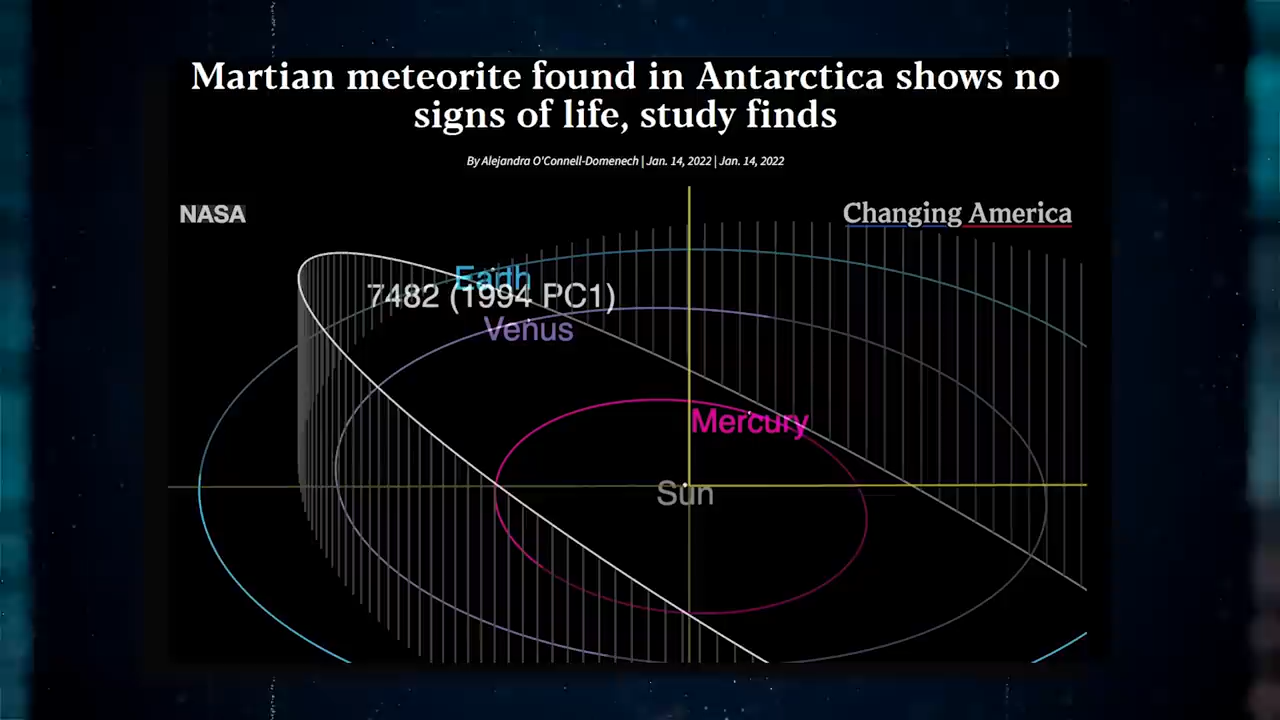 Martian meteorite found in Antarctica shows no
signs of life, study finds
By Alejandra O'Connell-Domenech | Jan. 14, 2022 | Jan. 14, 2022
NASA
Changing America
Earth
7482 (1994 PC1)
Venus
Mercury
Sun